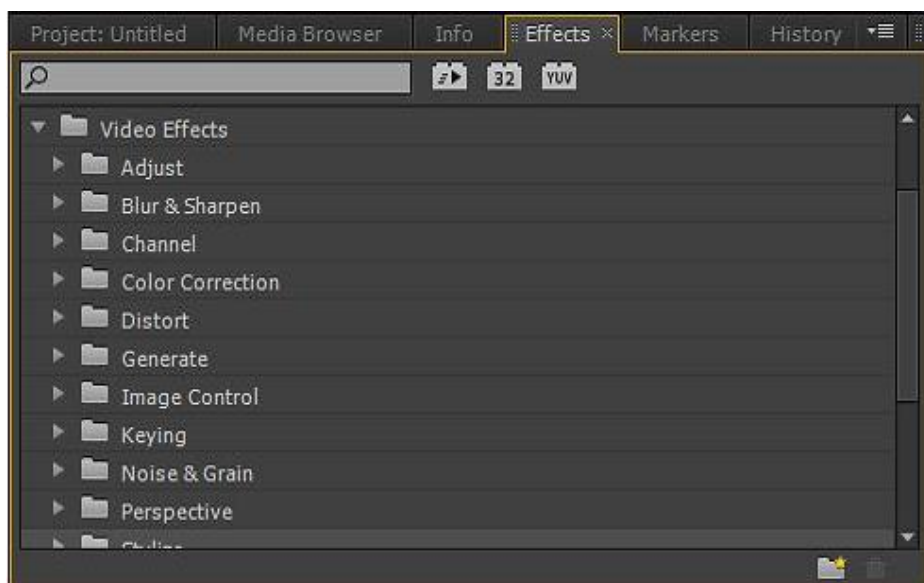 Project: Untitled Media Browser Info Effects × Markers History
32 YUV
Video Effects
Adjust
Blur & Sharpen
Channel
Color Correction
Distort
Generate
Image Control
Keying
Noise & Grain
Perspective